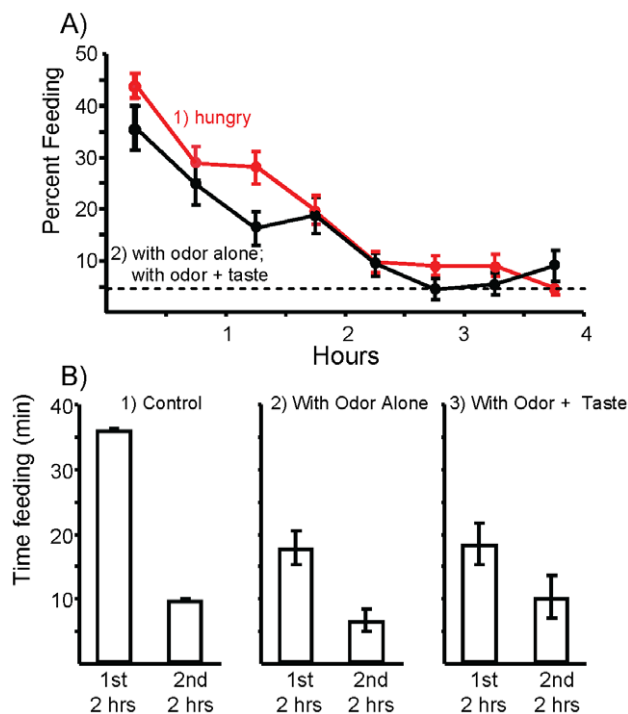 A)
50
40
30
20
10
Percent Feeding
1) hungry
2) with odor alone;
with odor + taste
1
2
3
4
Hours
B)
40
30
20
10
Time feeding (min)
1) Control
2) With Odor Alone
3) With Odor + Taste
1st
2 hrs
2nd
2 hrs
1st
2 hrs
2nd
2 hrs
1st
2 hrs
2nd
2 hrs